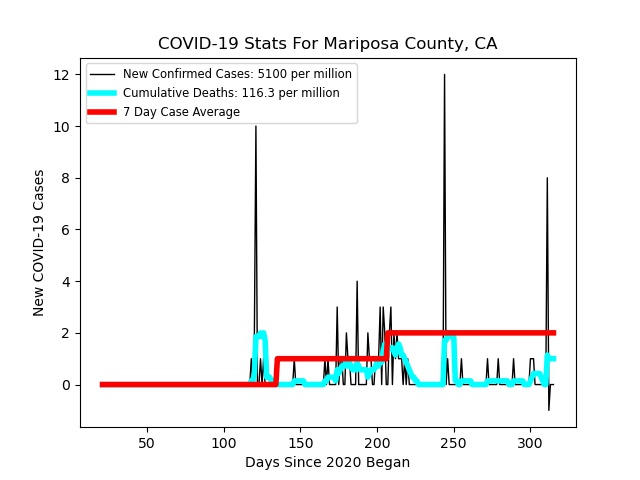 COVID-19 Stats For Mariposa County, CA
New Confirmed Cases: 5100 per million
Cumulative Deaths: 116.3 per million
7 Day Case Average
12
10
8
6
4
2
0
New COVID-19 Cases
50 100 150 200 250 300
Days Since 2020 Began